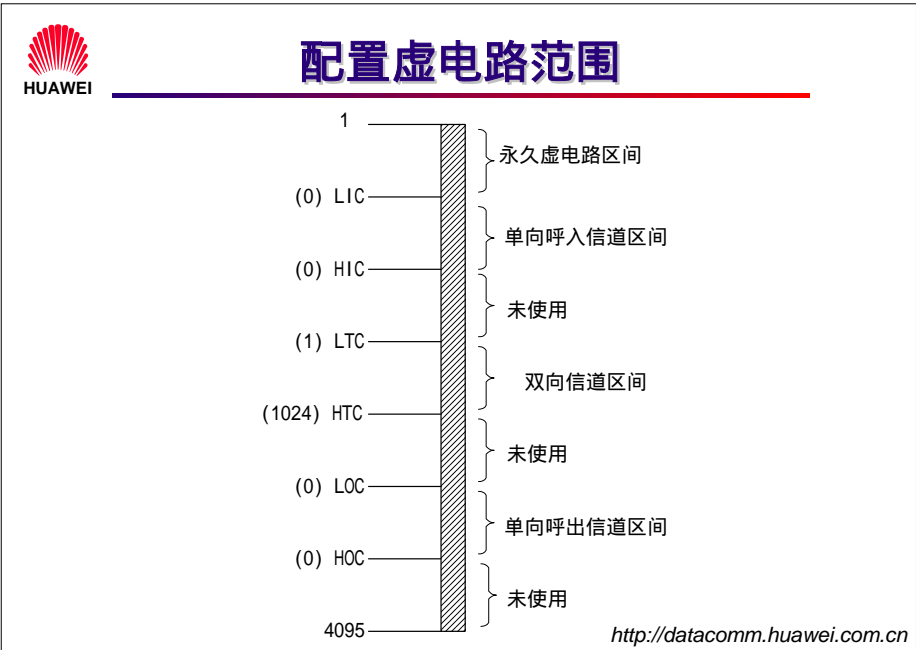 HUAWEI
配置虚电路范围
1
永久虚电路区间
(0) LIC
单向呼入信道区间
(0) HIC
未使用
(1) LTC
双向信道区间
(1024) HTC
未使用
(0) LOC
单向呼出信道区间
(0) HOC
未使用
4095
http://datacomm.huawei.com.cn